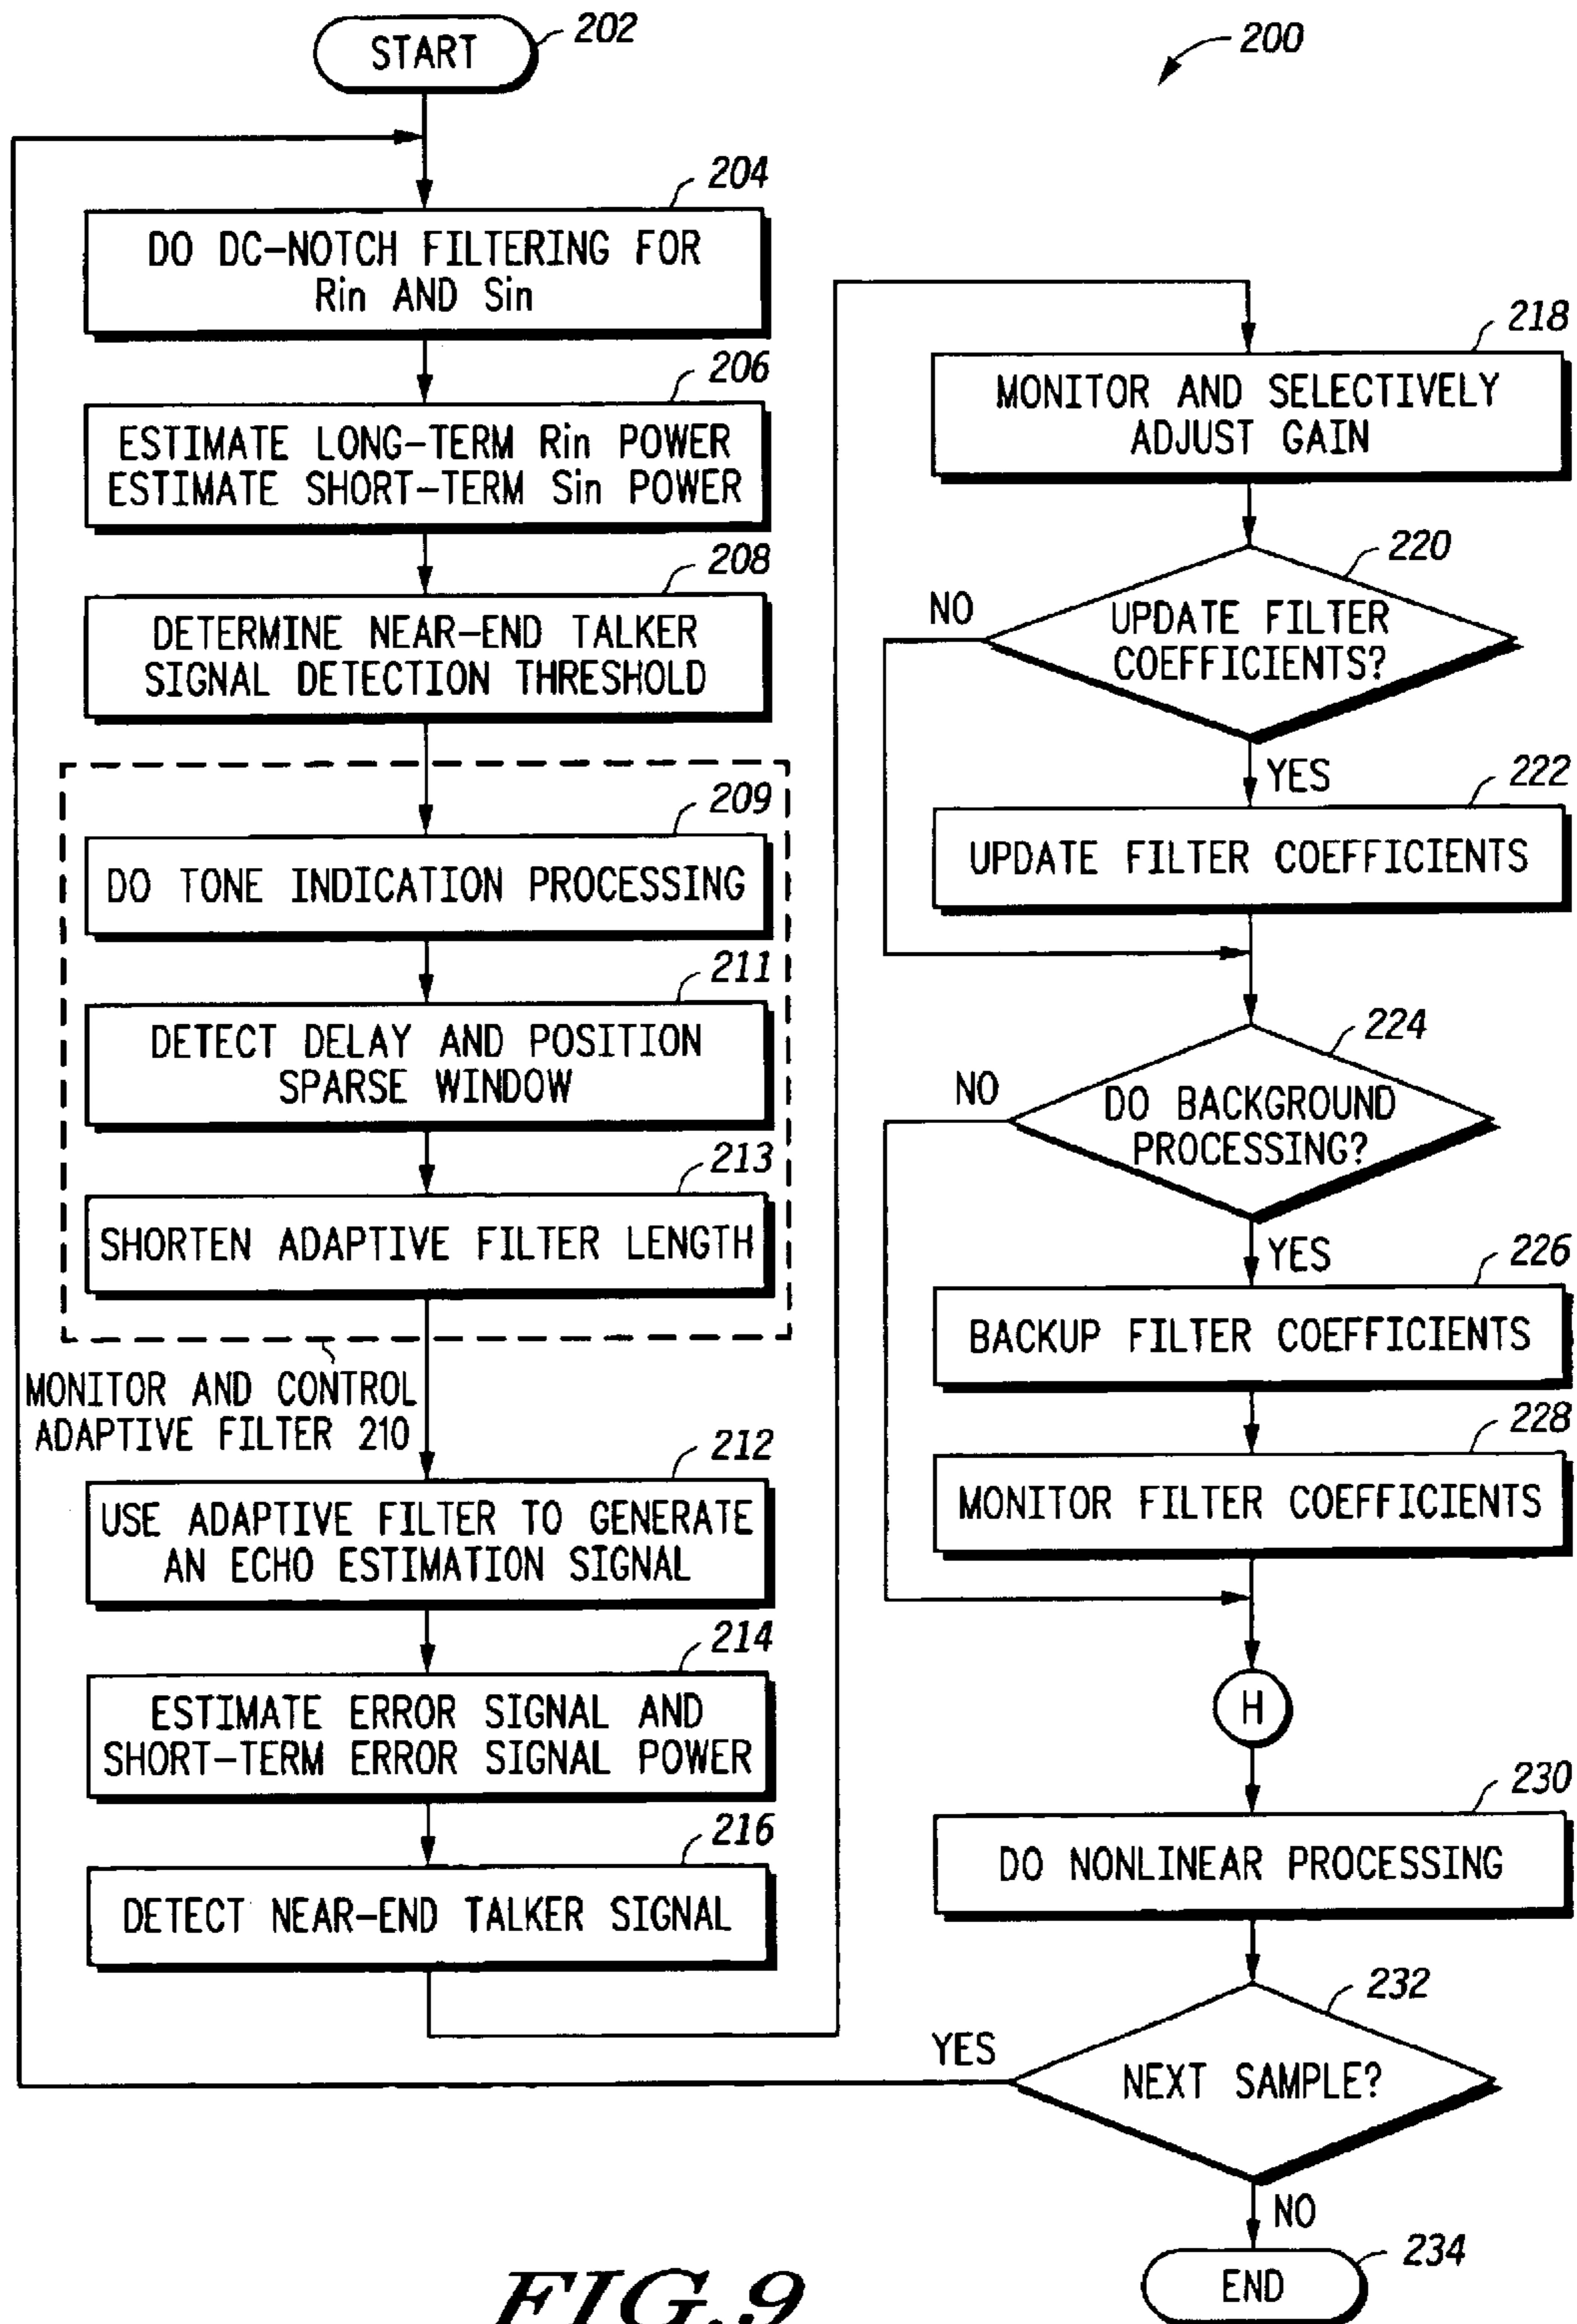 START
202
200
204
DO DC-NOTCH FILTERING FOR
Rin AND Sin
206
ESTIMATE LONG-TERM Rin POWER
ESTIMATE SHORT-TERM Sin POWER
208
DETERMINE NEAR-END TALKER
SIGNAL DETECTION THRESHOLD
209
DO TONE INDICATION PROCESSING
211
DETECT DELAY AND POSITION
SPARSE WINDOW
213
SHORTEN ADAPTIVE FILTER LENGTH
MONITOR AND CONTROL
ADAPTIVE FILTER 210
212
USE ADAPTIVE FILTER TO GENERATE
AN ECHO ESTIMATION SIGNAL
214
ESTIMATE ERROR SIGNAL AND
SHORT-TERM ERROR SIGNAL POWER
216
DETECT NEAR-END TALKER SIGNAL
218
MONITOR AND SELECTIVELY
ADJUST GAIN
220
NO
UPDATE FILTER
COEFFICIENTS?
YES
222
UPDATE FILTER COEFFICIENTS
224
NO
DO BACKGROUND
PROCESSING?
YES
226
BACKUP FILTER COEFFICIENTS
228
MONITOR FILTER COEFFICIENTS
H
230
DO NONLINEAR PROCESSING
232
YES
NEXT SAMPLE?
NO
234
END
FIG.9